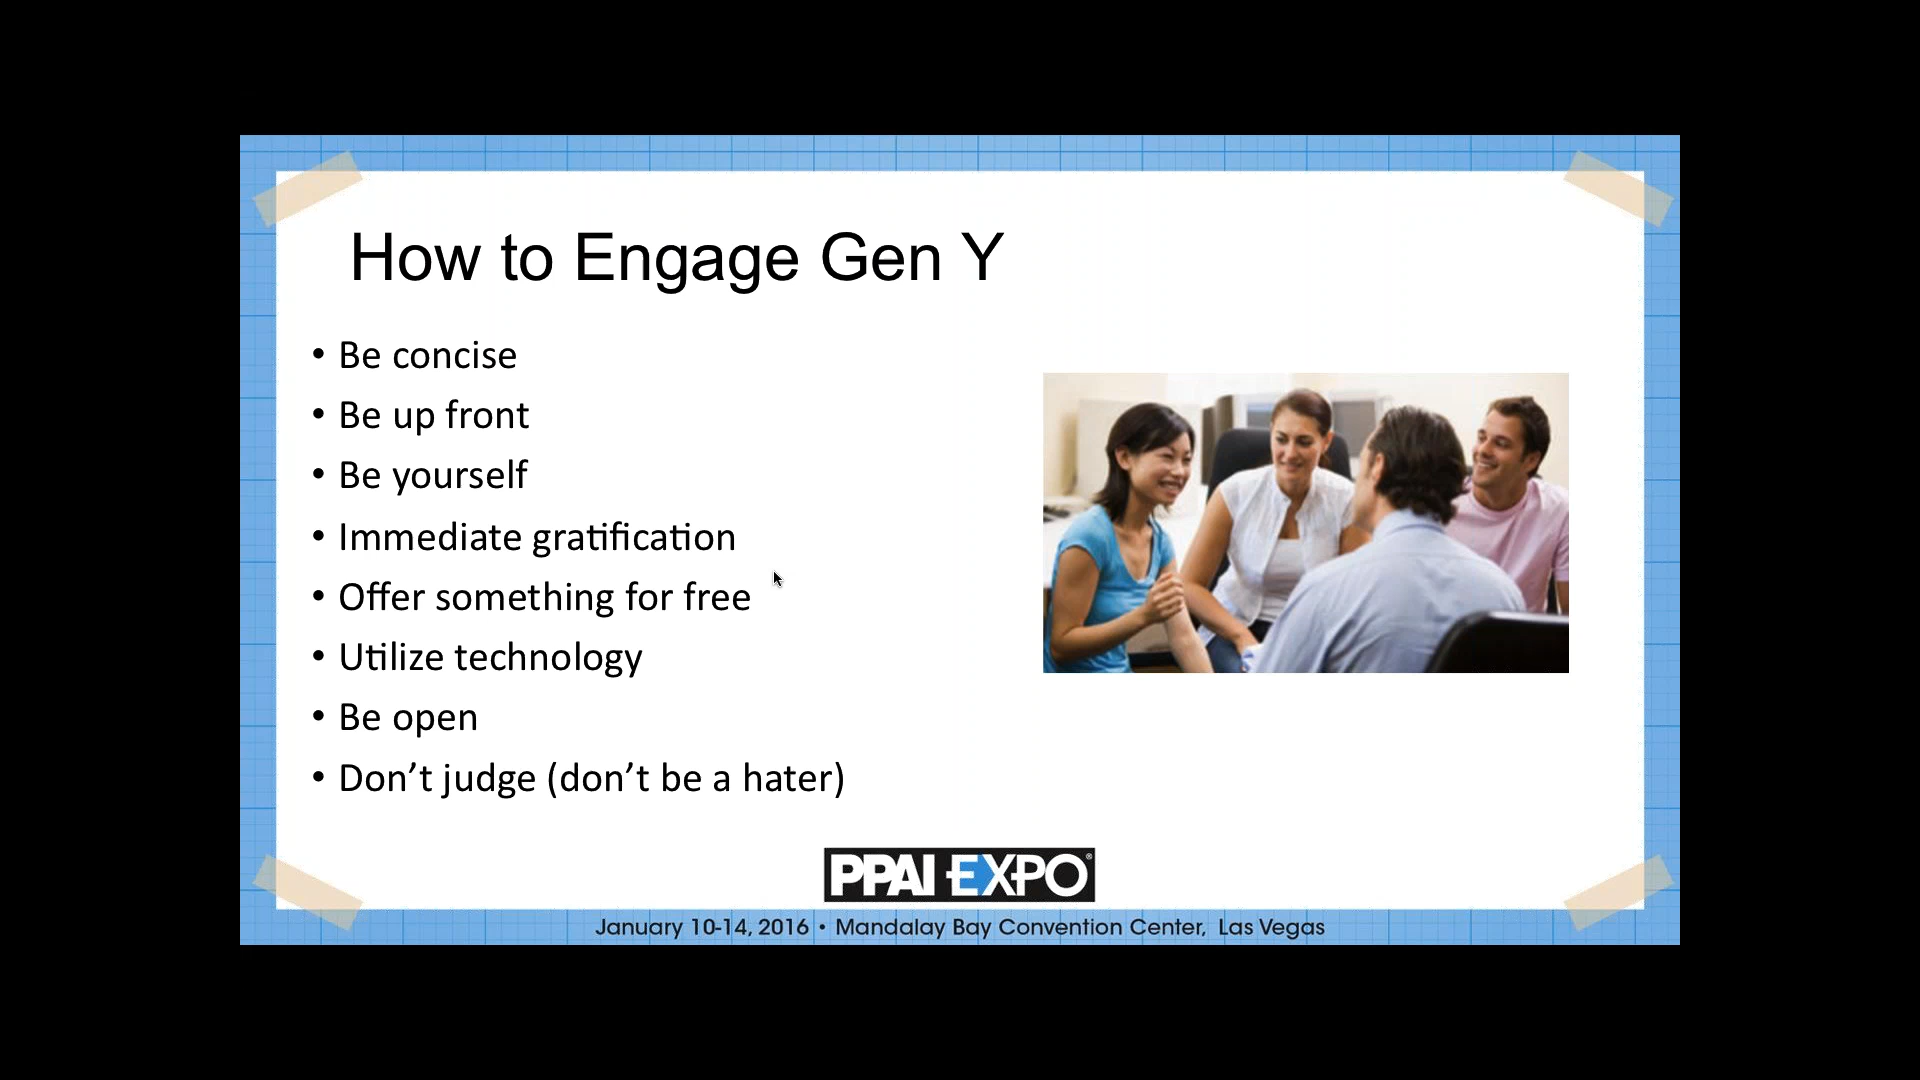 How to Engage Gen Y
• Be concise
• Be up front
• Be yourself
• Immediate gratification
• Offer something for free
• Utilize technology
• Be open
• Don’t judge (don’t be a hater)
PPAI EXPO®
January 10-14, 2016 • Mandalay Bay Convention Center, Las Vegas